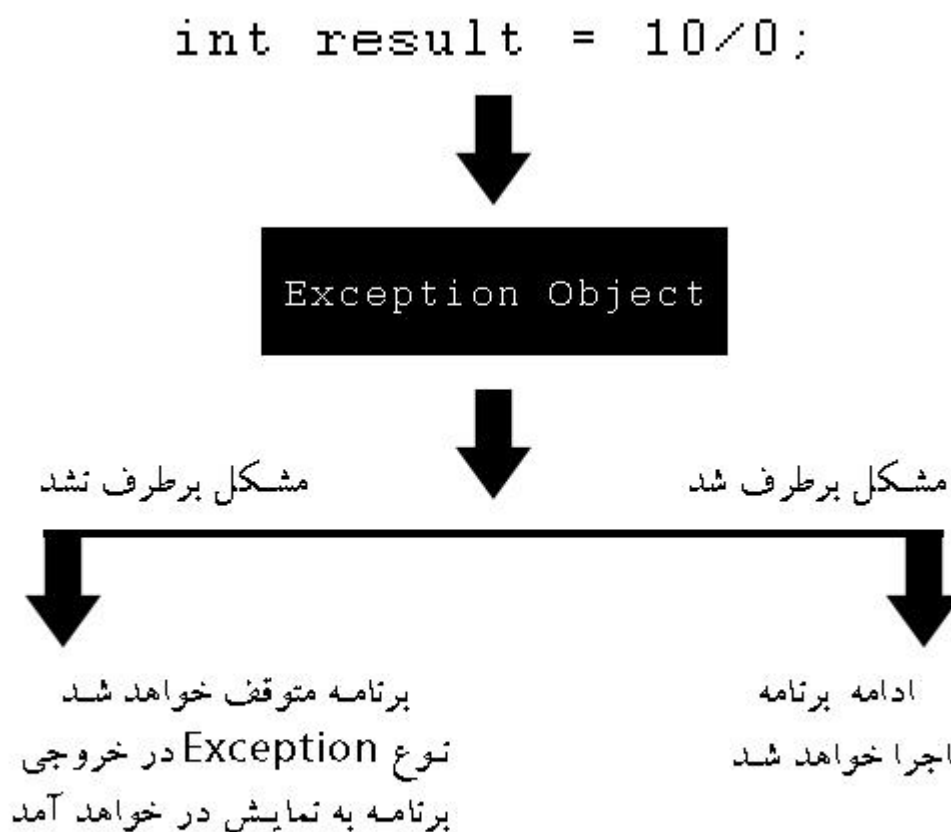 int result = 10/0;
Exception Object
مشکل برطرف شد
مشکل برطرف نشد
ادامه برنامه
اجرا خواهد شد
برنامه متوقف خواهد شد
نوع Exception در خروجی
برنامه به نمایش در خواهد آمد